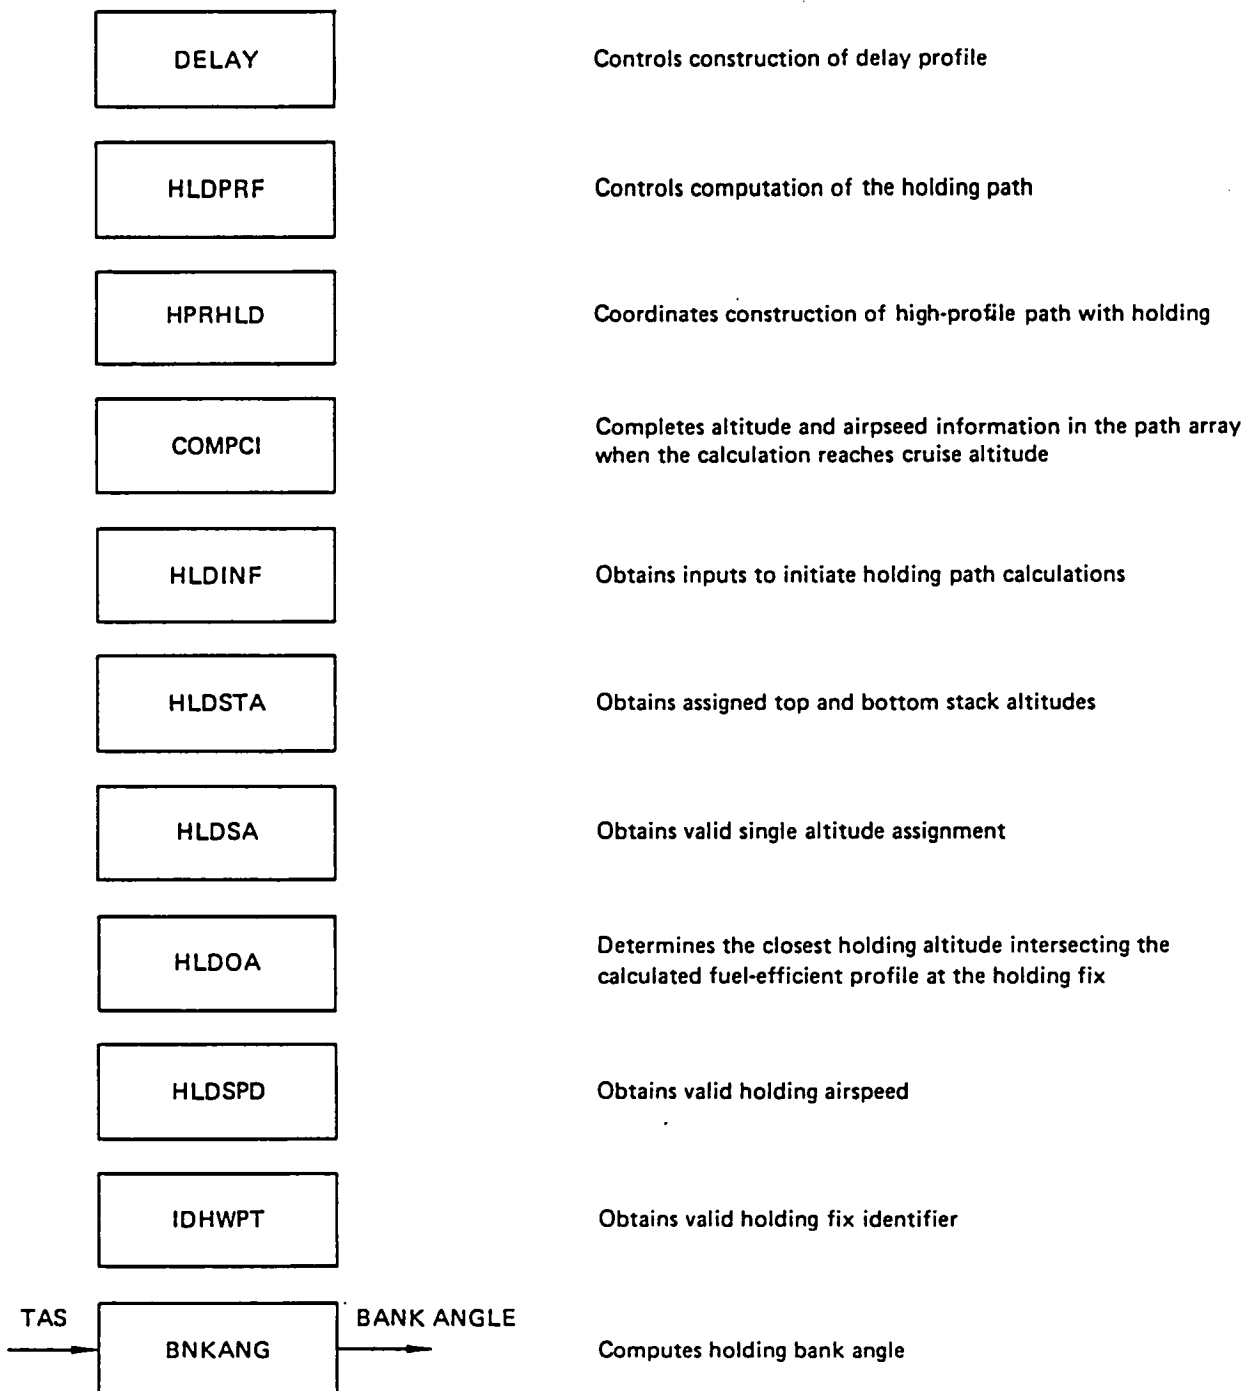 DELAY
Controls construction of delay profile
HLDPRF
Controls computation of the holding path
HPRHLD
Coordinates construction of high-profile path with holding
COMPCI
Completes altitude and airpseed information in the path array
when the calculation reaches cruise altitude
HLDINF
Obtains inputs to initiate holding path calculations
HLDSTA
Obtains assigned top and bottom stack altitudes
HLDSA
Obtains valid single altitude assignment
HLDOA
Determines the closest holding altitude intersecting the
calculated fuel-efficient profile at the holding fix
HLDSPD
Obtains valid holding airspeed
IDHWPT
Obtains valid holding fix identifier
TAS
BNKANG
BANK ANGLE
Computes holding bank angle